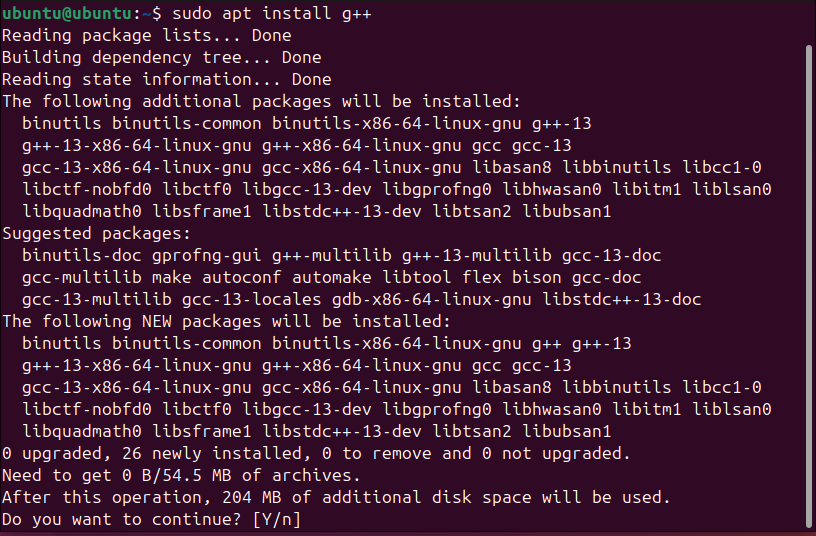 ubuntu@ubuntu:~$ sudo apt install g++
Reading package lists... Done
Building dependency tree... Done
Reading state information... Done
The following additional packages will be installed:
  binutils binutils-common binutils-x86-64-linux-gnu g++-13
  g++-13-x86-64-linux-gnu g++-x86-64-linux-gnu gcc gcc-13
  gcc-13-x86-64-linux-gnu gcc-x86-64-linux-gnu libasan8 libbinutils libcc1-0
  libctf-nobfd0 libctf0 libgcc-13-dev libgprofng0 libhwasan0 libitm1 liblsan0
  libquadmath0 libsframe1 libstdc++-13-dev libtsan2 libubsan1
Suggested packages:
  binutils-doc gprofng-gui g++-multilib g++-13-multilib gcc-13-doc
  gcc-multilib make autoconf automake libtool flex bison gcc-doc
  gcc-13-multilib gcc-13-locales gdb-x86-64-linux-gnu libstdc++-13-doc
The following NEW packages will be installed:
  binutils binutils-common binutils-x86-64-linux-gnu g++ g++-13
  g++-13-x86-64-linux-gnu g++-x86-64-linux-gnu gcc gcc-13
  gcc-13-x86-64-linux-gnu gcc-x86-64-linux-gnu libasan8 libbinutils libcc1-0
  libctf-nobfd0 libctf0 libgcc-13-dev libgprofng0 libhwasan0 libitm1 liblsan0
  libquadmath0 libsframe1 libstdc++-13-dev libtsan2 libubsan1
0 upgraded, 26 newly installed, 0 to remove and 0 not upgraded.
Need to get 0 B/54.5 MB of archives.
After this operation, 204 MB of additional disk space will be used.
Do you want to continue? [Y/n]